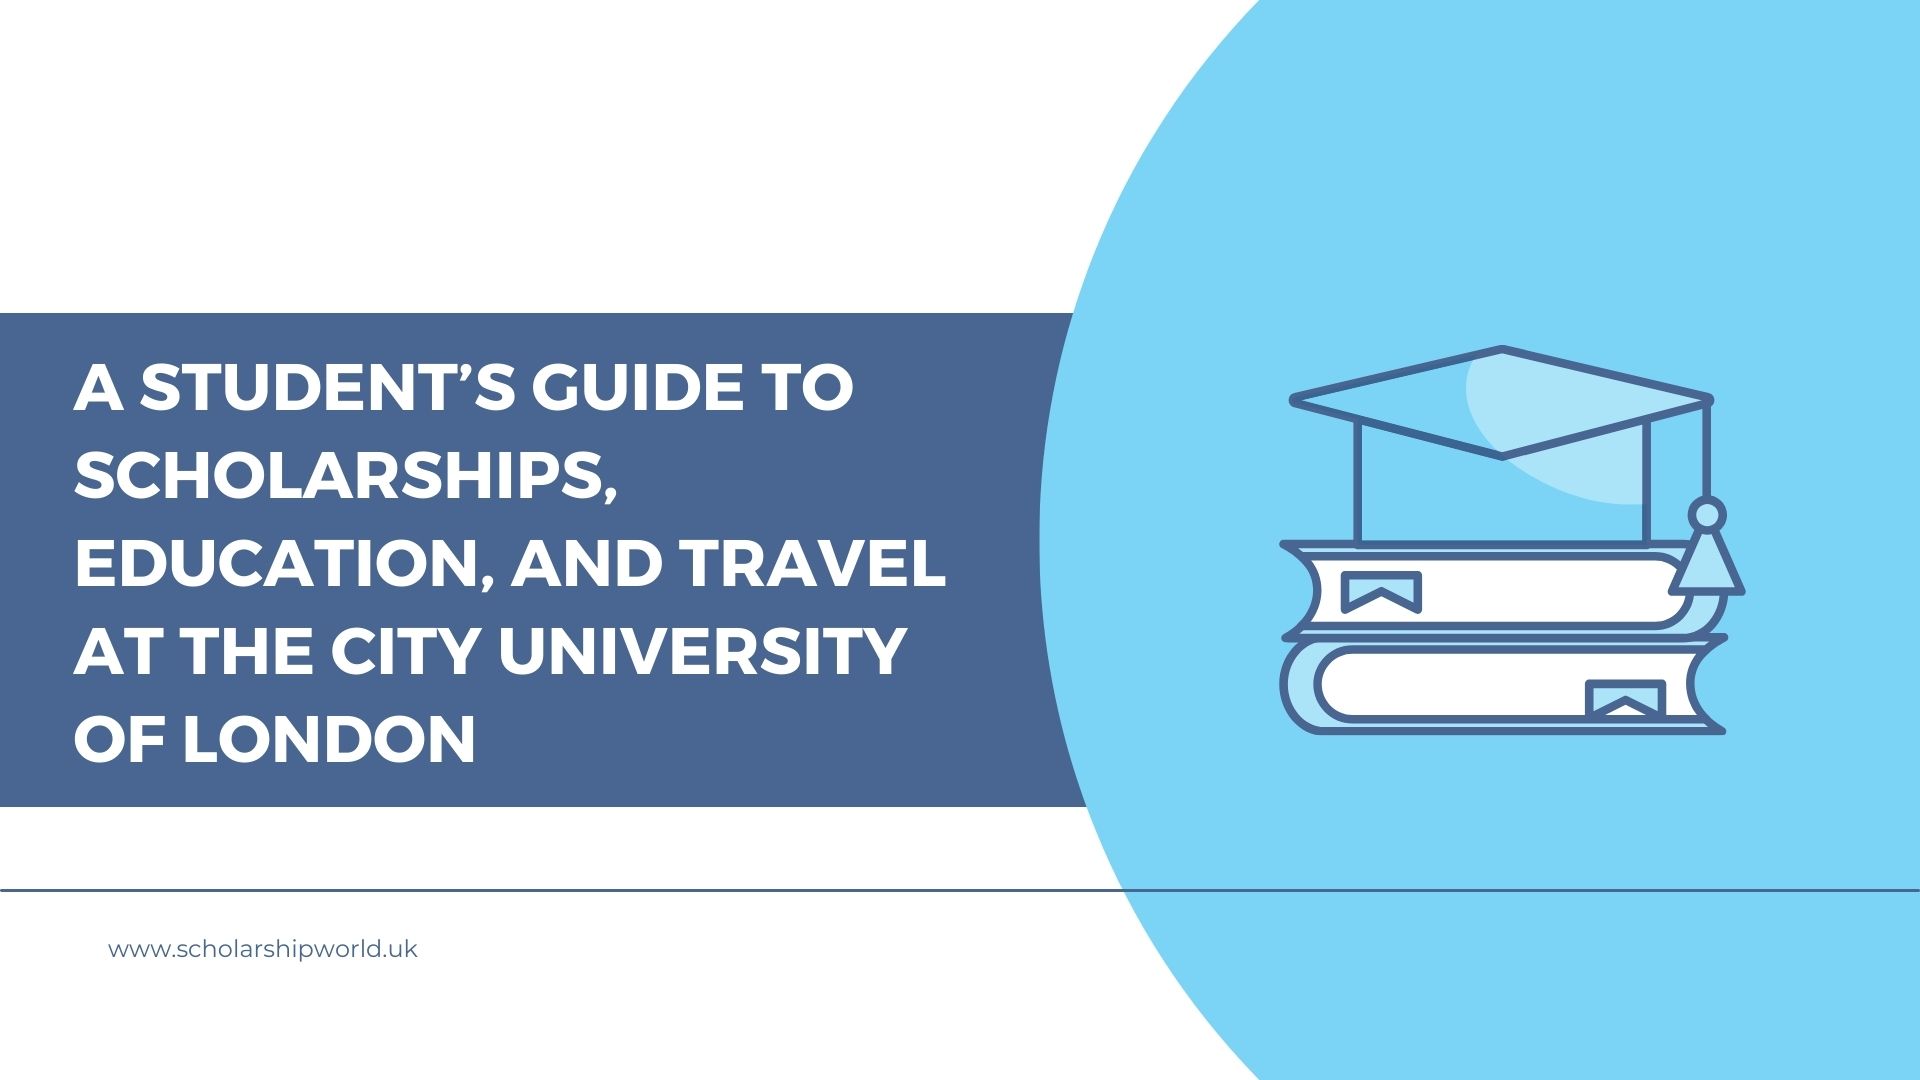 A STUDENT’S GUIDE TO
SCHOLARSHIPS,
EDUCATION, AND TRAVEL
AT THE CITY UNIVERSITY
OF LONDON
www.scholarshipworld.uk